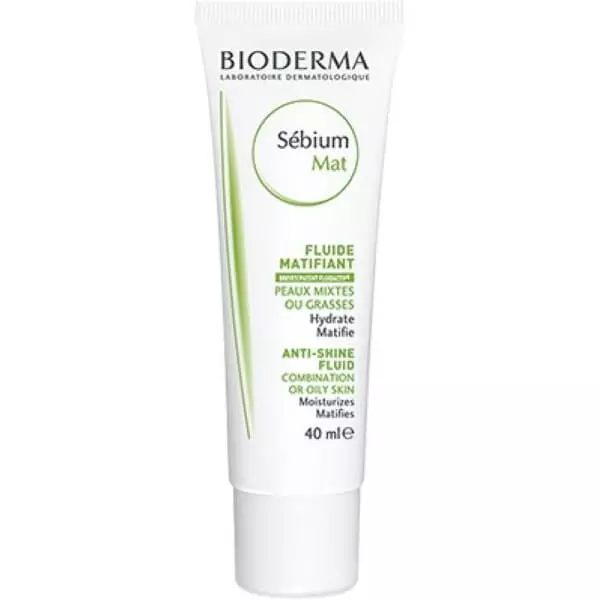 BIODERMA
LABORATOIRE DERMATOLOGIQUE
Sébium
Mat
FLUIDE
MATIFIANT
PEAUX MIXTES
OU GRASSES
Hydrate
Matifie
ANTI-SHINE
FLUID
COMBINATION
OR OILY SKIN
Moisturizes
Matifies
40 ml e